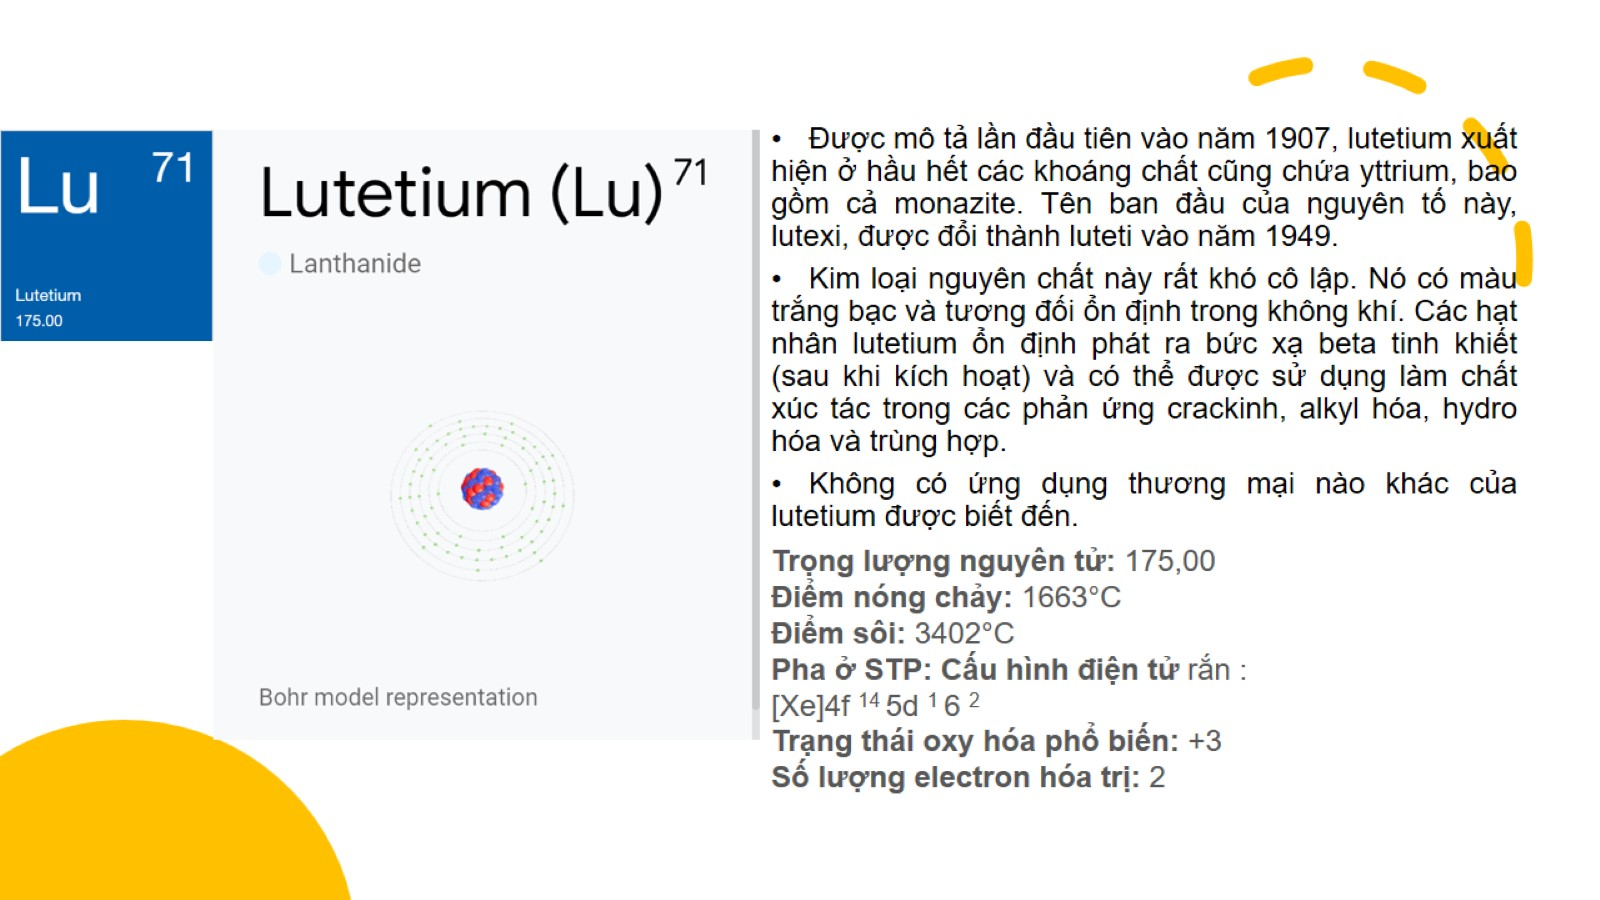 Lu 71
Lutetium
175.00
Lutetium (Lu) 71
Lanthanide
Bohr model representation
• Được mô tả lần đầu tiên vào năm 1907, lutetium xuất
hiện ở hầu hết các khoáng chất cũng chứa yttrium, bao
gồm cả monazite. Tên ban đầu của nguyên tố này,
lutexi, được đổi thành luteti vào năm 1949.
• Kim loại nguyên chất này rất khó cô lập. Nó có màu
trắng bạc và tương đối ổn định trong không khí. Các hạt
nhân lutetium ổn định phát ra bức xạ beta tinh khiết
(sau khi kích hoạt) và có thể được sử dụng làm chất
xúc tác trong các phản ứng crackinh, alkyl hóa, hydro
hóa và trùng hợp.
• Không có ứng dụng thương mại nào khác của
lutetium được biết đến.
Trọng lượng nguyên tử: 175,00
Điểm nóng chảy: 1663°C
Điểm sôi: 3402°C
Pha ở STP: Cấu hình điện tử rắn :
[Xe]4f 14 5d 1 6 2
Trạng thái oxy hóa phổ biến: +3
Số lượng electron hóa trị: 2